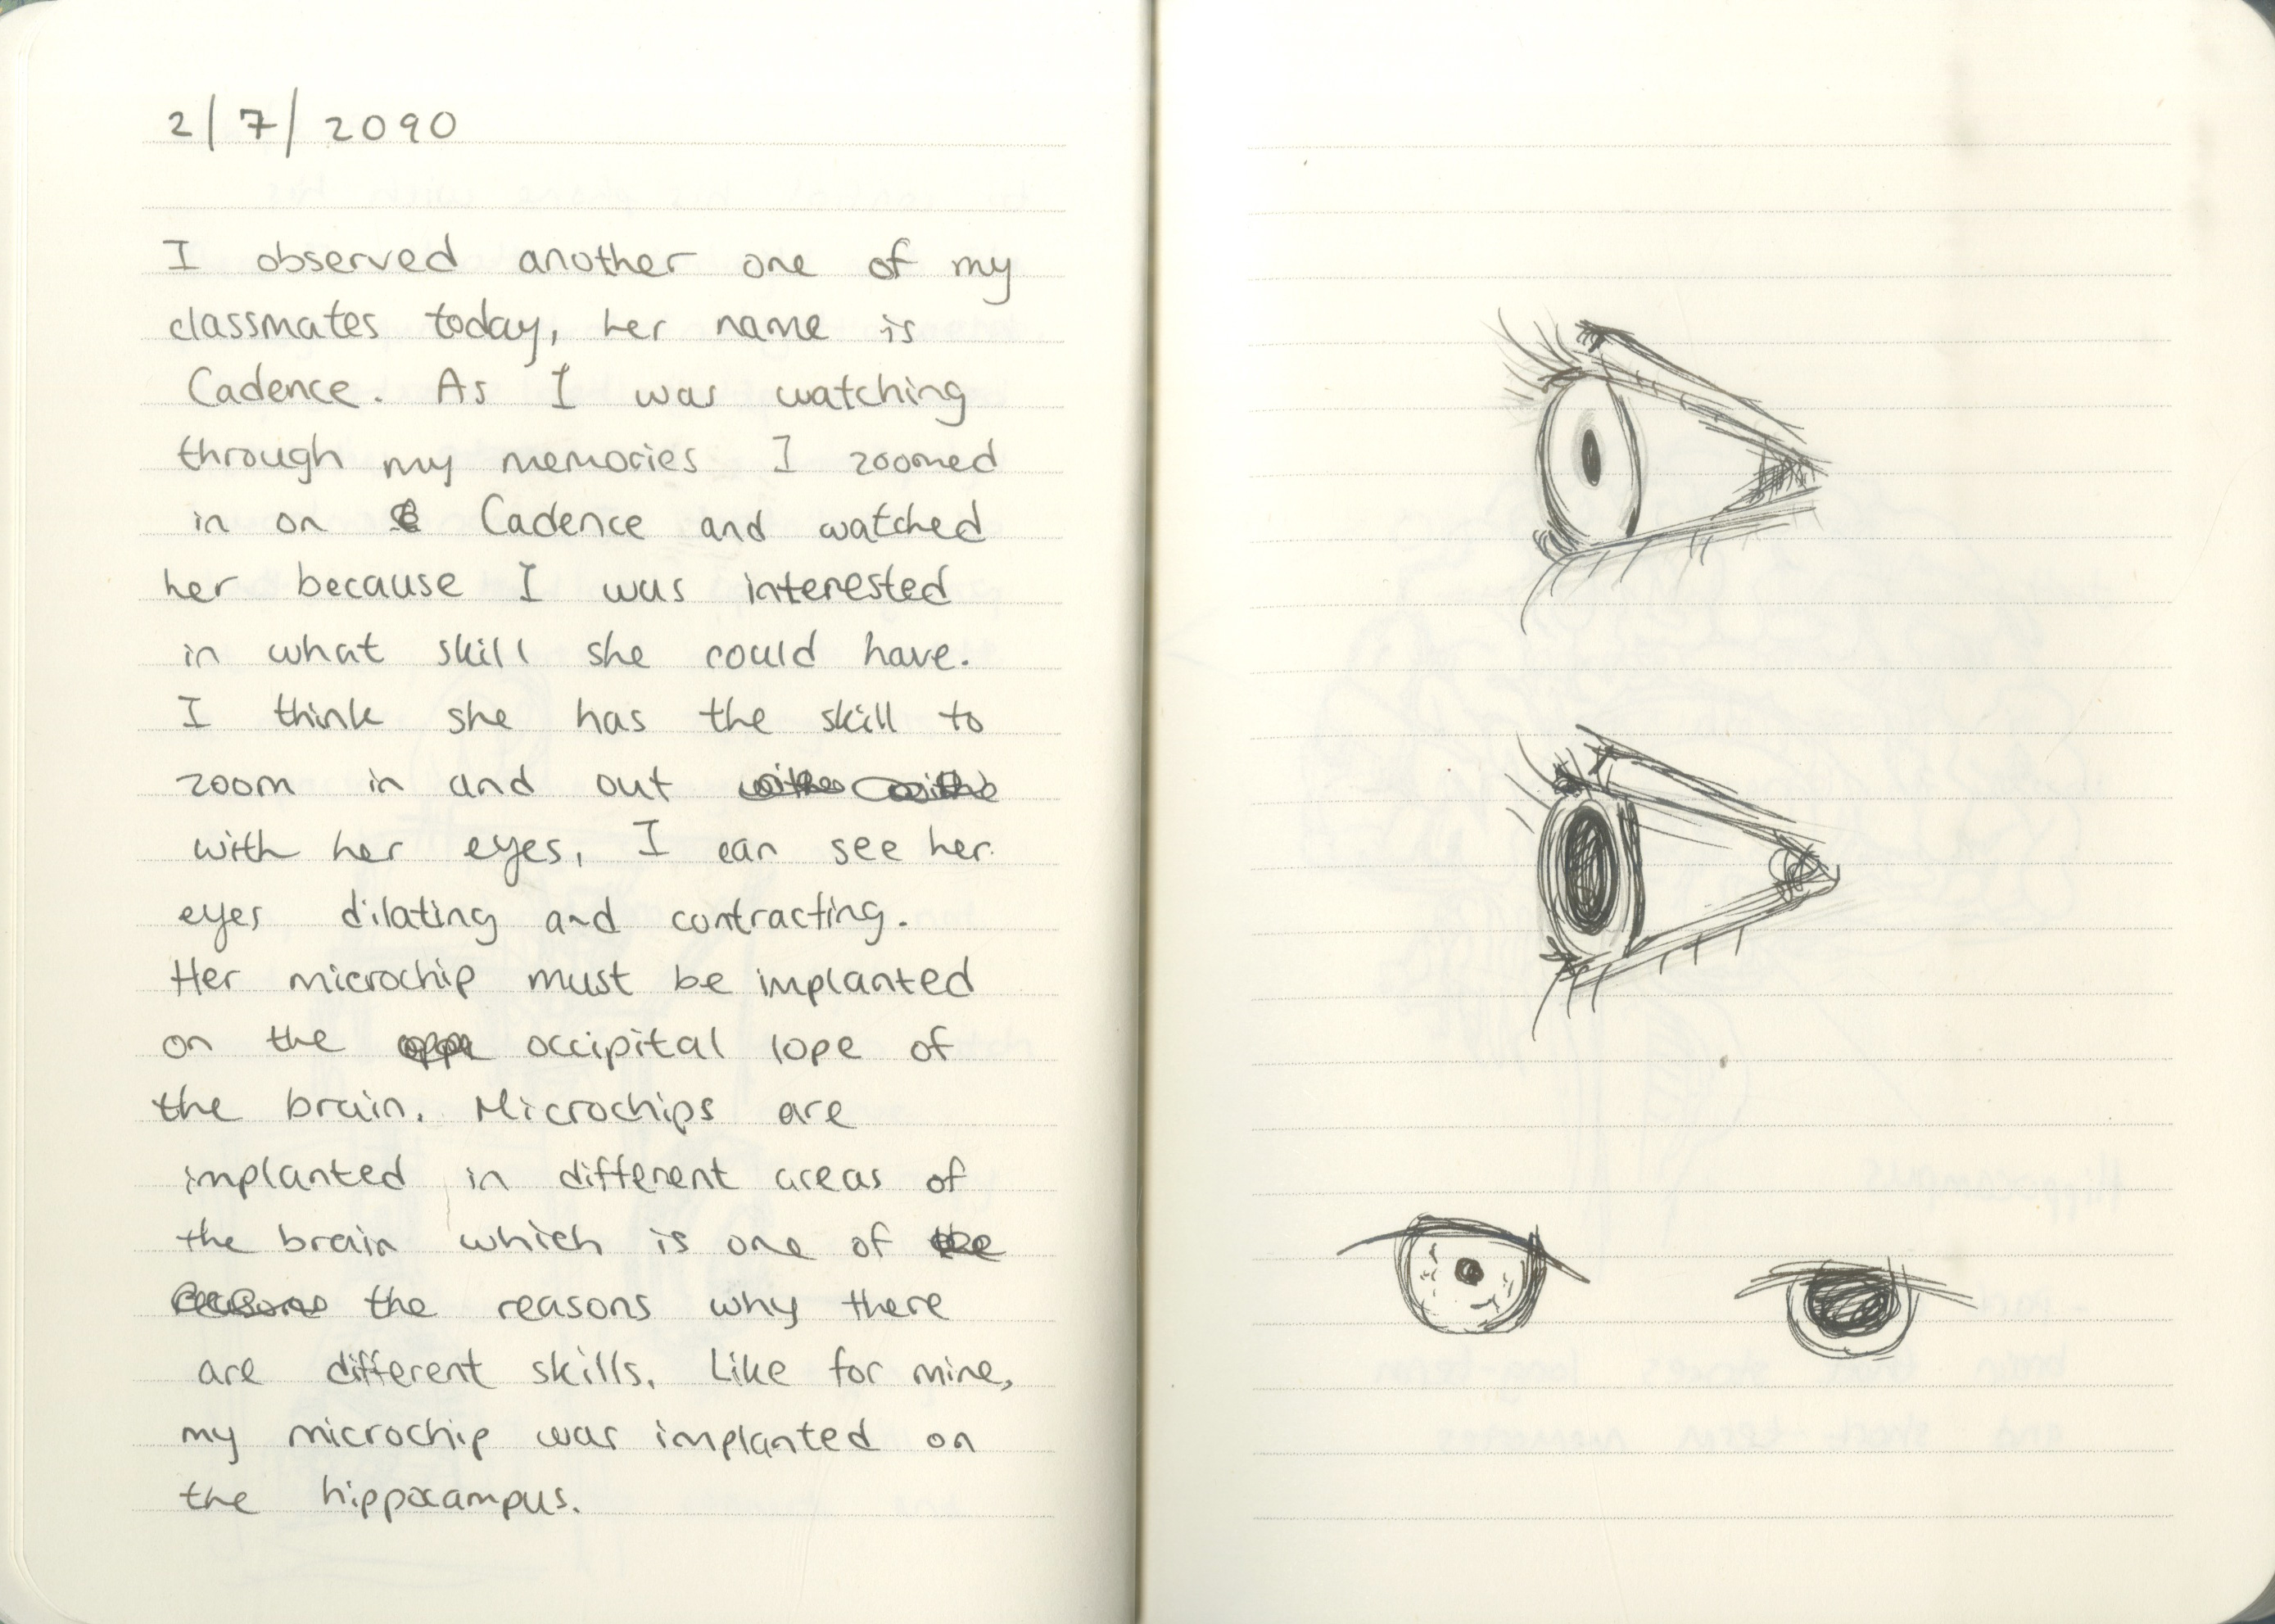 2/7/2090
I observed another one of my
classmates today, her name is
Cadence. As I was watching
through my memories I zoomed
in on Cadence and watched
her because I was interested
in what skill she could have.
I think she has the skill to
zoom in and out
with her eyes, I can see her
eyes dilating and contracting.
Her microchip must be implanted
on the occipital lope of
the brain. Microchips are
implanted in different areas of
the brain which is one of the
reasons the reasons why there
are different skills. Like for mine,
my microchip was implanted on
the hippocampus.